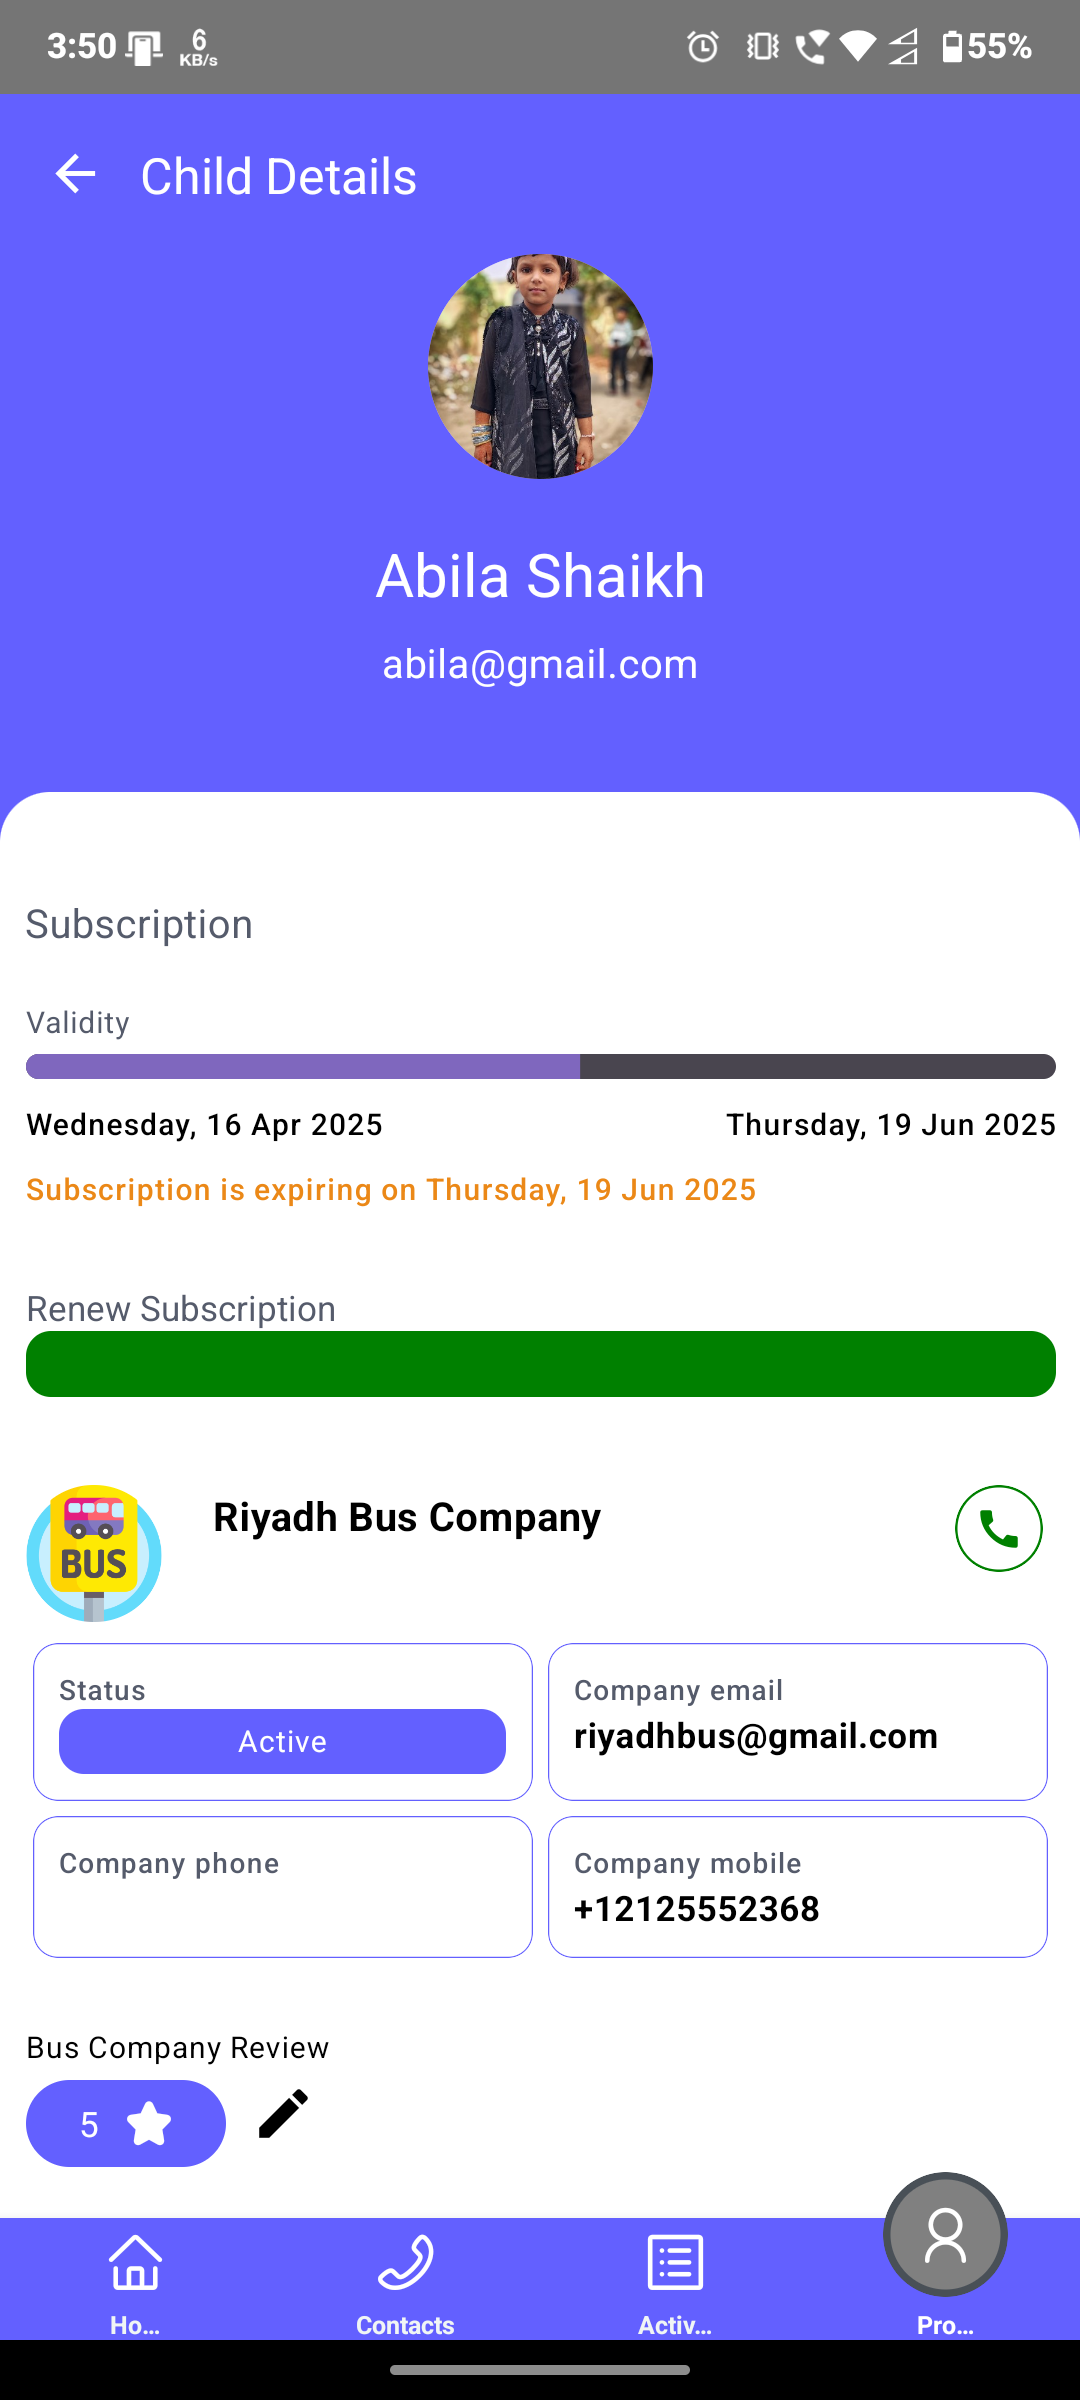 3:50 6 KB/s 55%
Child Details
Abila Shaikh
abila@gmail.com
Subscription
Validity
Wednesday, 16 Apr 2025 Thursday, 19 Jun 2025
Subscription is expiring on Thursday, 19 Jun 2025
Renew Subscription
BUS
Riyadh Bus Company
Status Company email
Active riyadhbus@gmail.com
Company phone Company mobile
+12125552368
Bus Company Review
5
Ho... Contacts Activ... Pro...